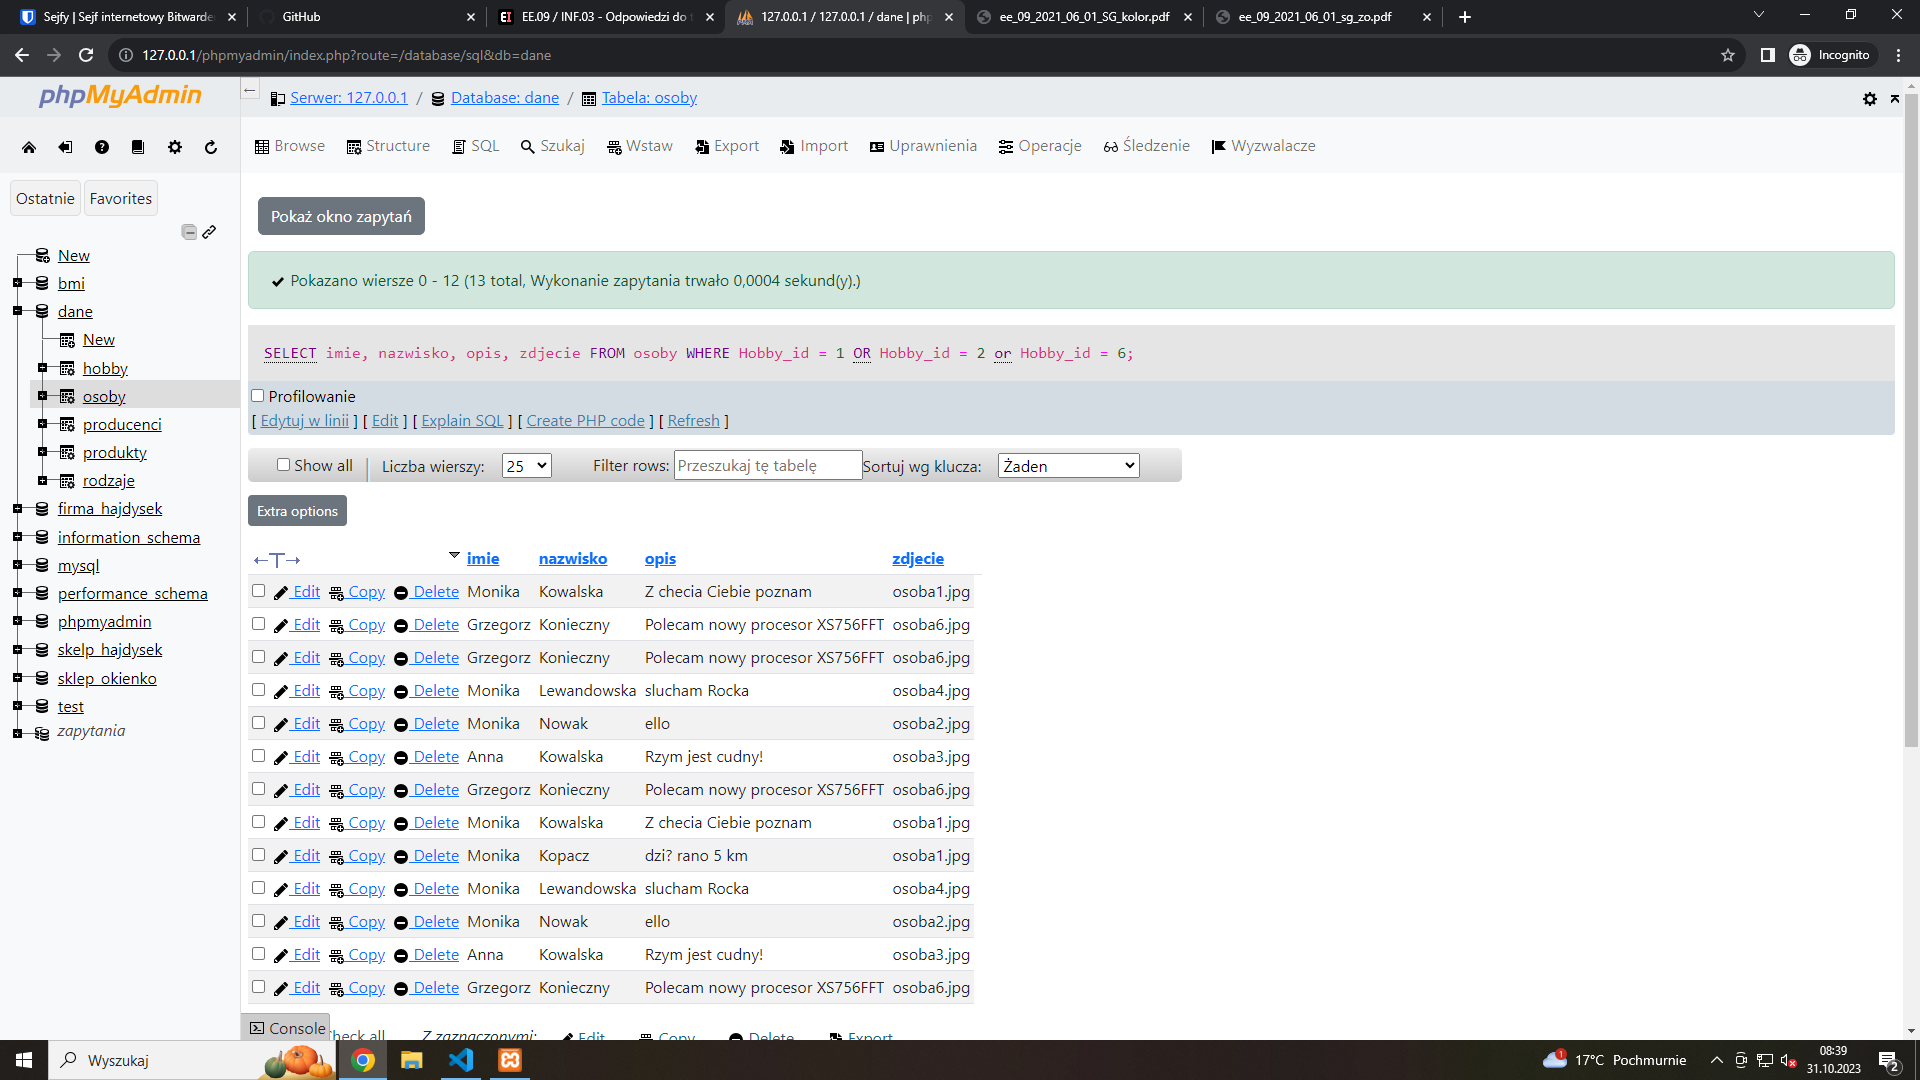 Sejfy | Sejf internetowy Bitwarde
GitHub
EE.09 / INF.03 - Odpowiedzi do t
127.0.0.1 / 127.0.0.1 / dane | php
ee_09_2021_06_01_SG_kolor.pdf
ee_09_2021_06_01_sg_zo.pdf
127.0.0.1/phpmyadmin/index.php?route=/database/sql&db=dane
Incognito
phpMyAdmin
Serwer: 127.0.0.1 / Database: dane / Tabela: osoby
Browse Structure SQL Szukaj Wstaw Export Import Uprawnienia Operacje Śledzenie Wyzwalacze
Ostatnie Favorites
New
bmi
dane
New
hobby
osoby
producenci
produkty
rodzaje
firma_hajdysek
information_schema
mysql
performance_schema
phpmyadmin
skelp_hajdysek
sklep_okienko
test
zapytania
Pokaż okno zapytań
Pokazano wiersze 0 - 12 (13 total, Wykonanie zapytania trwało 0,0004 sekund(y).)
SELECT imie, nazwisko, opis, zdjecie FROM osoby WHERE Hobby_id = 1 OR Hobby_id = 2 or Hobby_id = 6;
Profilowanie
[ Edytuj w linii ] [ Edit ] [ Explain SQL ] [ Create PHP code ] [ Refresh ]
Show all Liczba wierszy: 25 Filter rows: Przeszukaj tę tabelę Sortuj wg klucza: Żaden
Extra options
←T→ imie nazwisko opis zdjecie
Edit Copy Delete Monika Kowalska Z checia Ciebie poznam osoba1.jpg
Edit Copy Delete Grzegorz Konieczny Polecam nowy procesor XS756FFT osoba6.jpg
Edit Copy Delete Grzegorz Konieczny Polecam nowy procesor XS756FFT osoba6.jpg
Edit Copy Delete Monika Lewandowska slucham Rocka osoba4.jpg
Edit Copy Delete Monika Nowak ello osoba2.jpg
Edit Copy Delete Anna Kowalska Rzym jest cudny! osoba3.jpg
Edit Copy Delete Grzegorz Konieczny Polecam nowy procesor XS756FFT osoba6.jpg
Edit Copy Delete Monika Kowalska Z checia Ciebie poznam osoba1.jpg
Edit Copy Delete Monika Kopacz dzi? rano 5 km osoba1.jpg
Edit Copy Delete Monika Lewandowska slucham Rocka osoba4.jpg
Edit Copy Delete Monika Nowak ello osoba2.jpg
Edit Copy Delete Anna Kowalska Rzym jest cudny! osoba3.jpg
Edit Copy Delete Grzegorz Konieczny Polecam nowy procesor XS756FFT osoba6.jpg
Console heck all Z zaznaczonymi: Edit Copy Delete Export
Wyszukaj
1
17°C Pochmurnie
08:39
31.10.2023
2